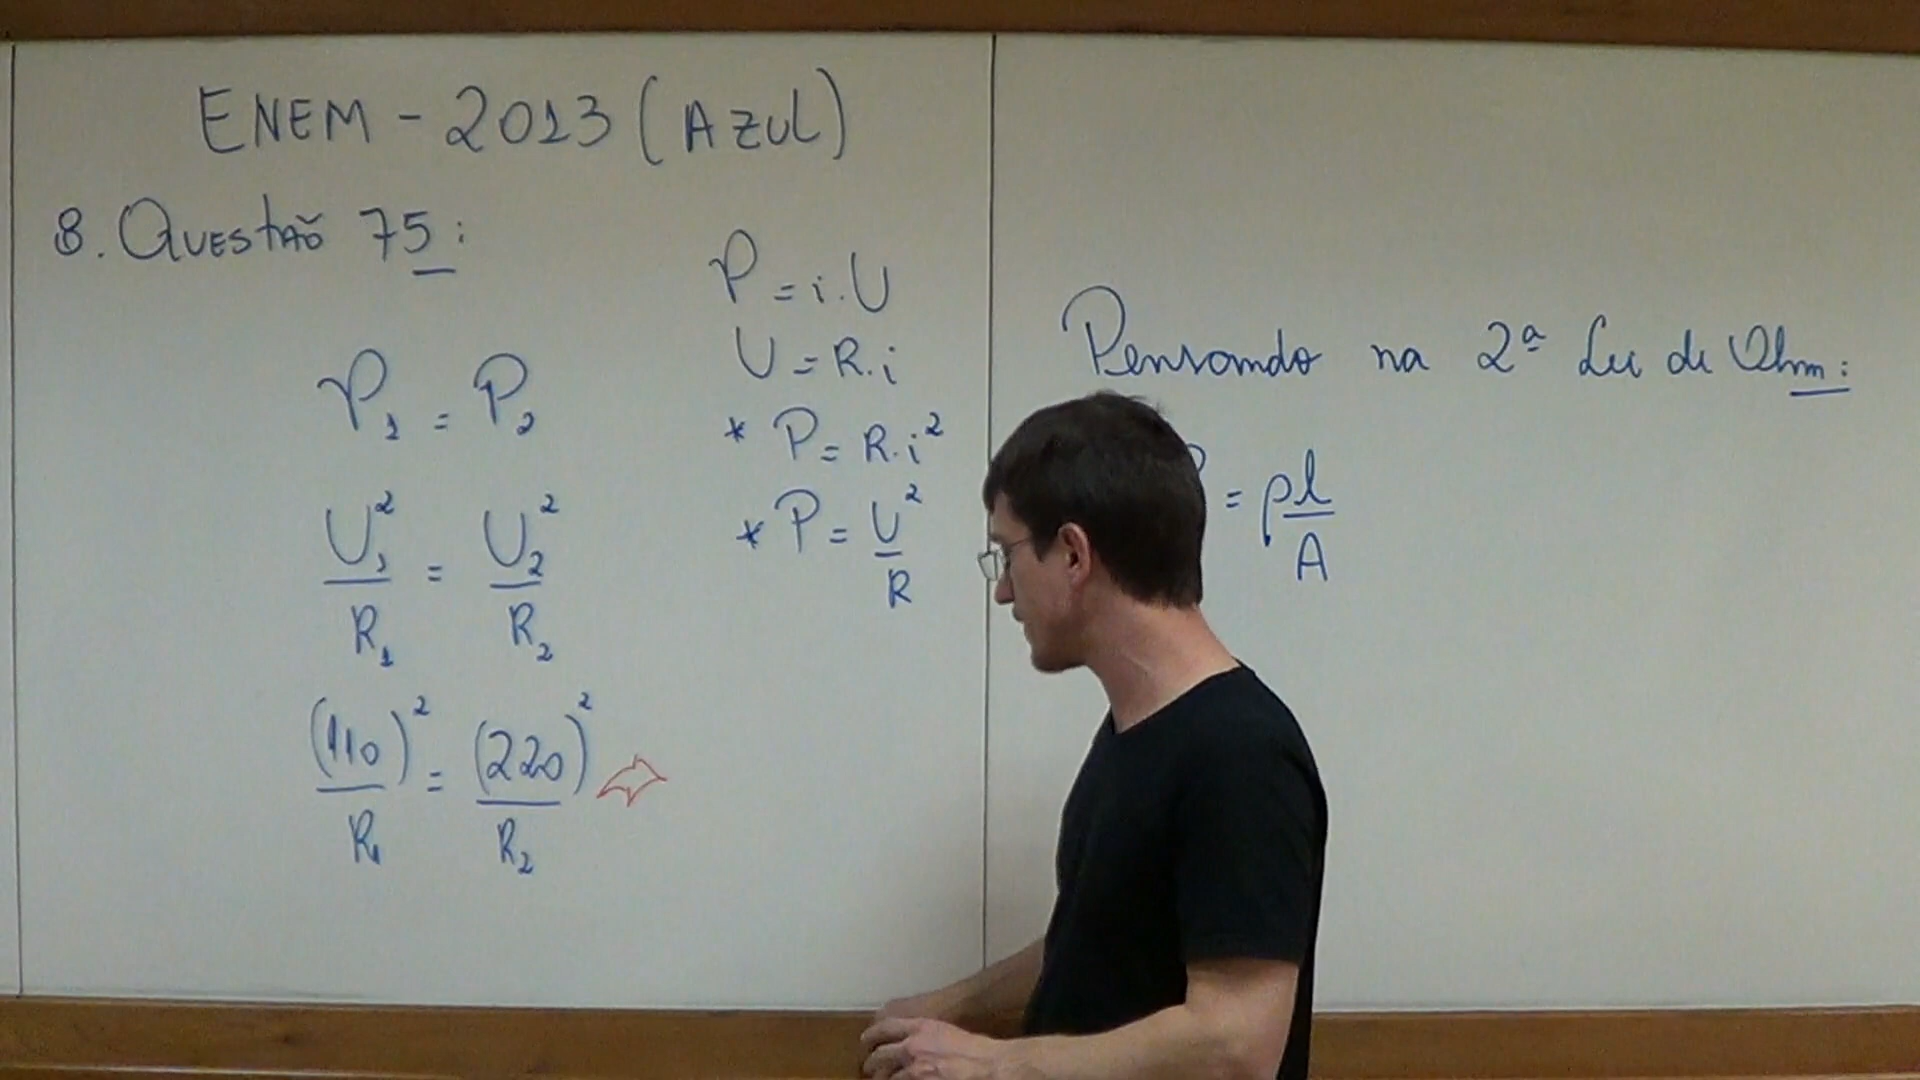 ENEM - 2013 (AZUL)
8. QUESTÃO 75:
P₁ = P₂
U₁²/R₁ = U₂²/R₂
(110)²/R₁ = (220)²/R₂
P = i.U
U = R.i
* P = R.i²
* P = U²/R
Pensando na 2ª Lei de Ohm:
= ρl/A